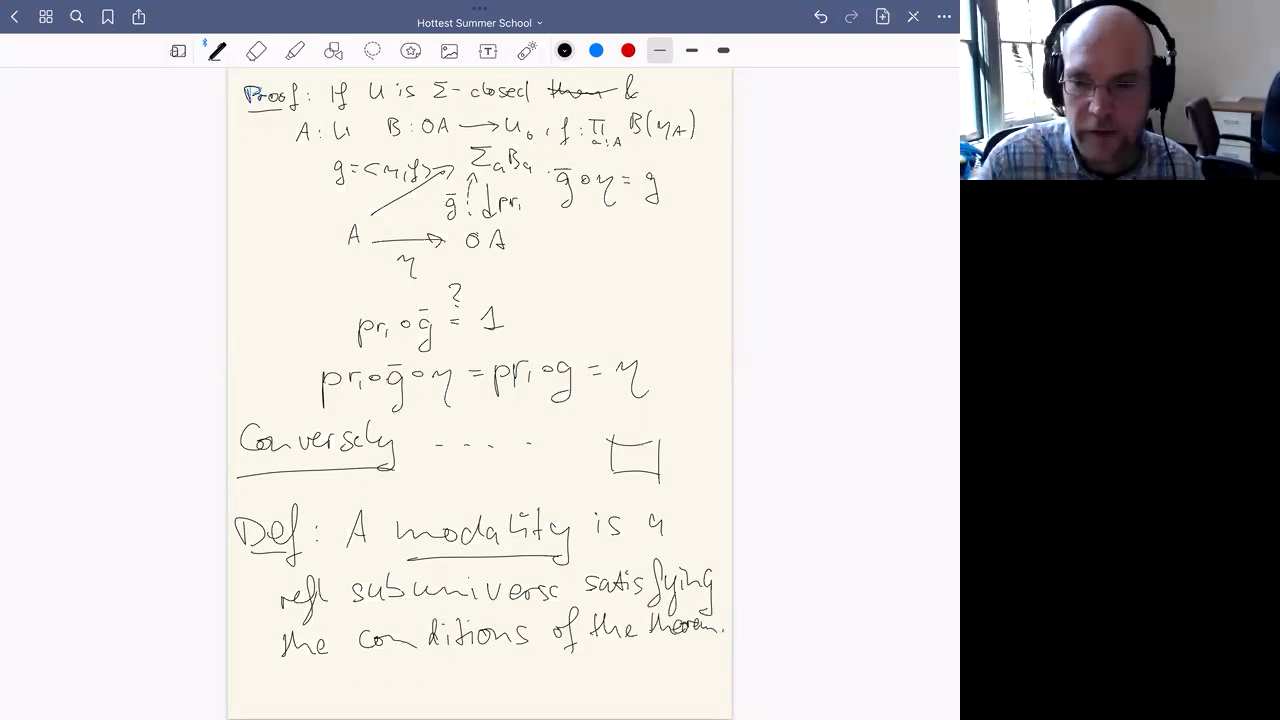 Hottest Summer School
Proof: If U is Σ-closed then &
A : U B : OA → U₀, f : Π_{a:A} B(η_A)
g = <η, f> Σ_a B_a ḡ ∘ η = g
ḡ pr₁
A OA
η
?
pr₁ ∘ ḡ = 1
pr₁ ∘ ḡ ∘ η = pr₁ ∘ g = η
Conversely - - - -
Def: A modality is a
refl subuniverse satisfying
the conditions of the theorem.